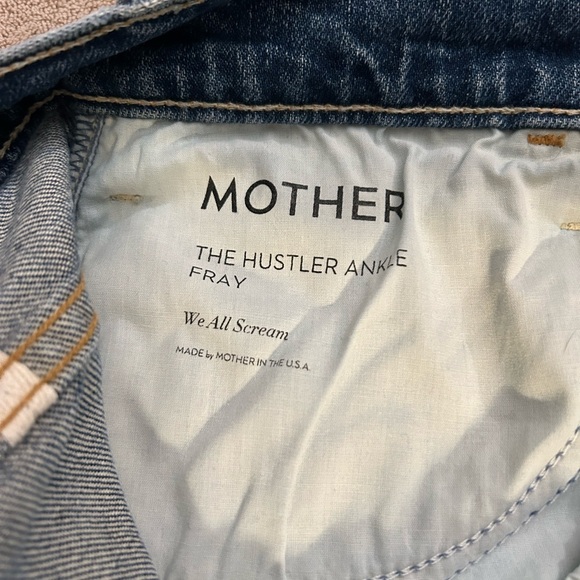 MOTHER
THE HUSTLER ANKLE
FRAY
We All Scream
MADE by MOTHER IN THE U.S.A.